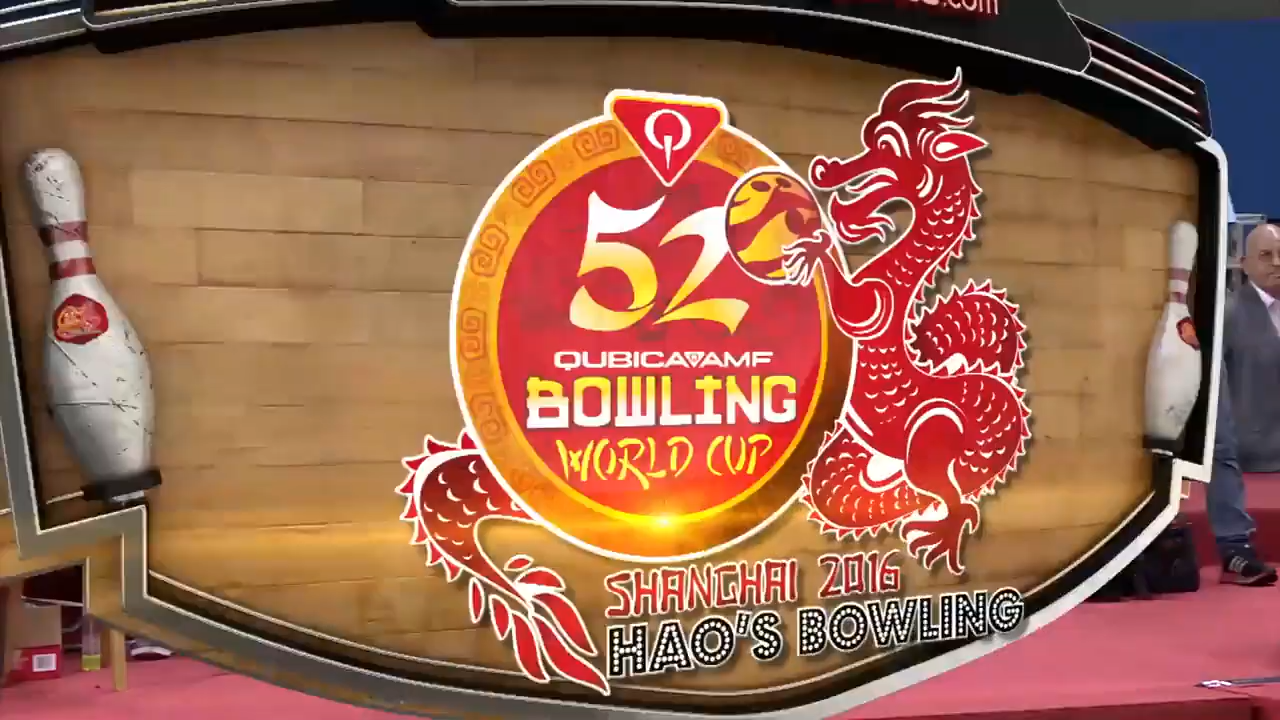 52
QUBICAAMF
BOWLING
WORLD CUP
SHANGHAI 2016
HAO'S BOWLING